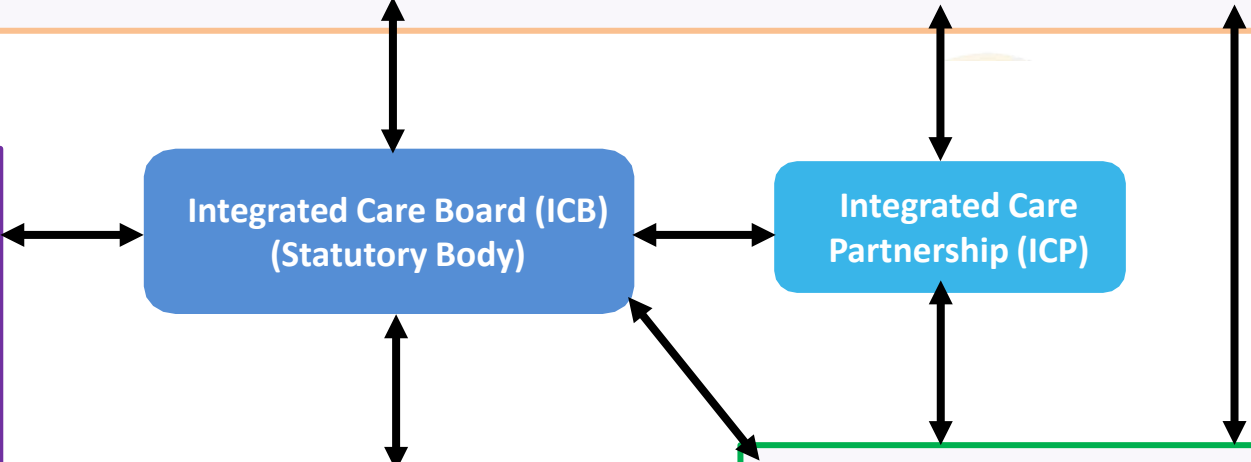 Integrated Care Board (ICB)
(Statutory Body)
Integrated Care
Partnership (ICP)